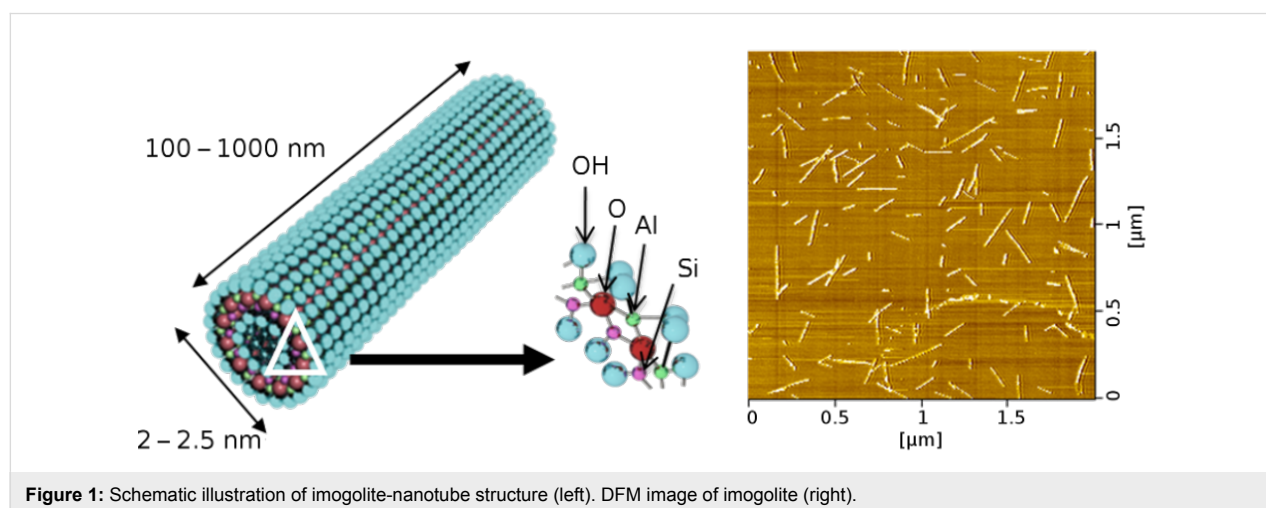 100 – 1000 nm
2 – 2.5 nm
OH
O
Al
Si
1.5
1
[µm]
0.5
0
0
0.5
1
1.5
[µm]
Figure 1: Schematic illustration of imogolite-nanotube structure (left). DFM image of imogolite (right).